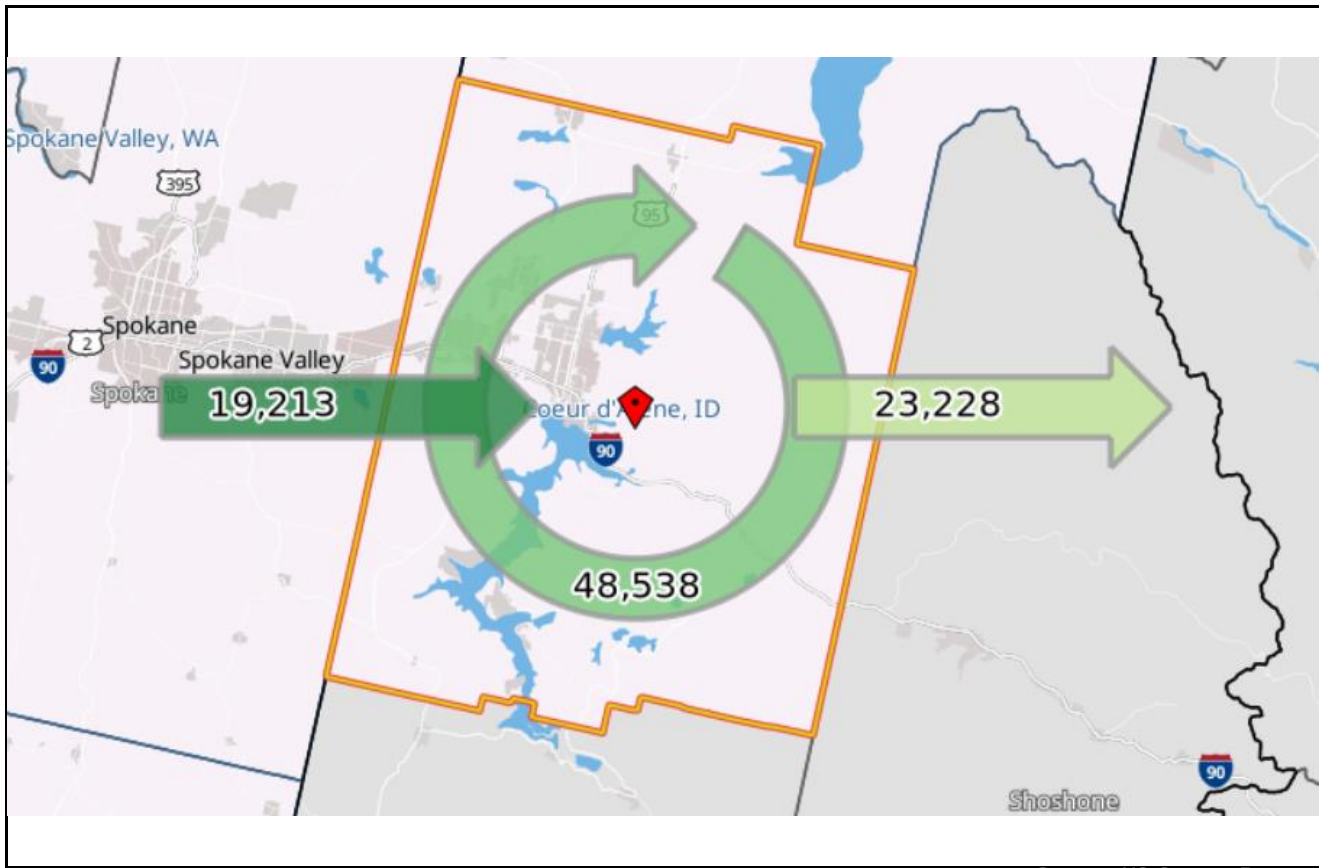 Spokane Valley, WA
395
95
Spokane
2
Spokane Valley
90
Spokane
19,213
23,228
Coeur d'Alene, ID
90
48,538
90
Shoshone